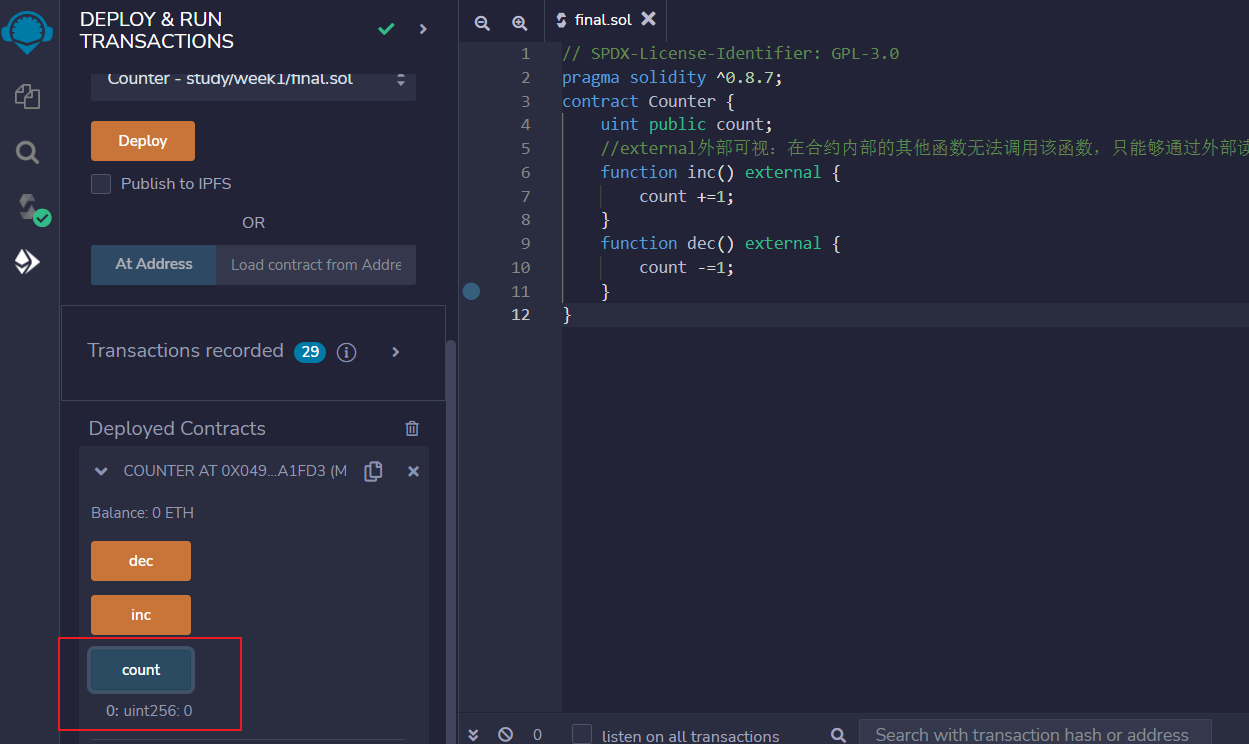 DEPLOY & RUN
TRANSACTIONS
Counter - study/week1/final.sol
Deploy
Publish to IPFS
OR
At Address
Load contract from Addre
Transactions recorded 29
Deployed Contracts
COUNTER AT 0X049...A1FD3 (M
Balance: 0 ETH
dec
inc
count
0: uint256: 0
final.sol
1 // SPDX-License-Identifier: GPL-3.0
2 pragma solidity ^0.8.7;
3 contract Counter {
4 uint public count;
5 //external外部可视：在合约内部的其他函数无法调用该函数，只能够通过外部读
6 function inc() external {
7 count +=1;
8 }
9 function dec() external {
10 count -=1;
11 }
12 }
0
listen on all transactions
Search with transaction hash or address